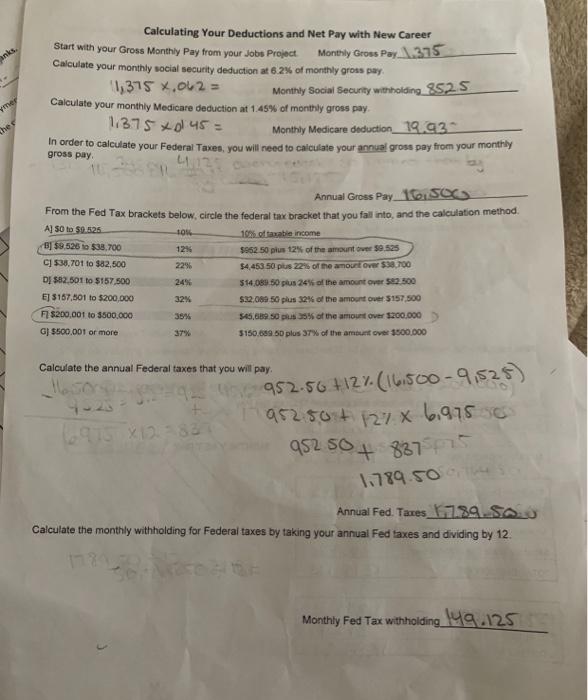 Calculating Your Deductions and Net Pay with New Career
Start with your Gross Monthly Pay from your Jobs Project. Monthly Gross Pay 1,375
Calculate your monthly social security deduction at 6.2% of monthly gross pay.
1,375 x .062 = Monthly Social Security withholding 85.25
Calculate your monthly Medicare deduction at 1.45% of monthly gross pay.
1,375 x .0145 = Monthly Medicare deduction 19.93
In order to calculate your Federal Taxes, you will need to calculate your annual gross pay from your monthly
gross pay.
Annual Gross Pay 16,500
From the Fed Tax brackets below, circle the federal tax bracket that you fall into, and the calculation method.
A] $0 to $9,525 10% 10% of taxable income
B] $9,526 to $38,700 12% $952.50 plus 12% of the amount over $9,525
C] $38,701 to $82,500 22% $4,453.50 plus 22% of the amount over $38,700
D] $82,501 to $157,500 24% $14,089.50 plus 24% of the amount over $82,500
E] $157,501 to $200,000 32% $32,089.50 plus 32% of the amount over $157,500
F] $200,001 to $500,000 35% $45,689.50 plus 35% of the amount over $200,000
G] $500,001 or more 37% $150,689.50 plus 37% of the amount over $500,000
Calculate the annual Federal taxes that you will pay.
952.50 + 12% (16,500 - 9,525)
952.50 + 12% x 6,975
6975 x 12 = 837
952.50 + 837
1,789.50
Annual Fed. Taxes 1,789.50
Calculate the monthly withholding for Federal taxes by taking your annual Fed taxes and dividing by 12.
Monthly Fed Tax withholding 149.125